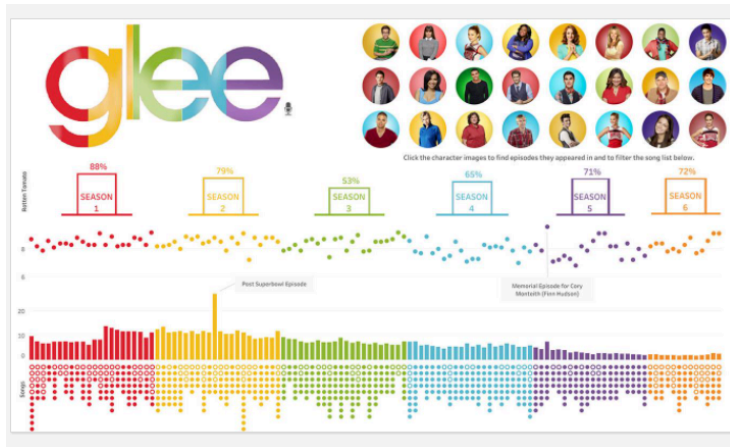 glee
Click the character images to find episodes they appeared in and to filter the song list below.
Rotten Tomato
88%
SEASON
1
79%
SEASON
2
53%
SEASON
3
65%
SEASON
4
71%
SEASON
5
72%
SEASON
6
8
6
Post Superbowl Episode
Memorial Episode for Cory
Monteith (Finn Hudson)
20
10
0
Songs